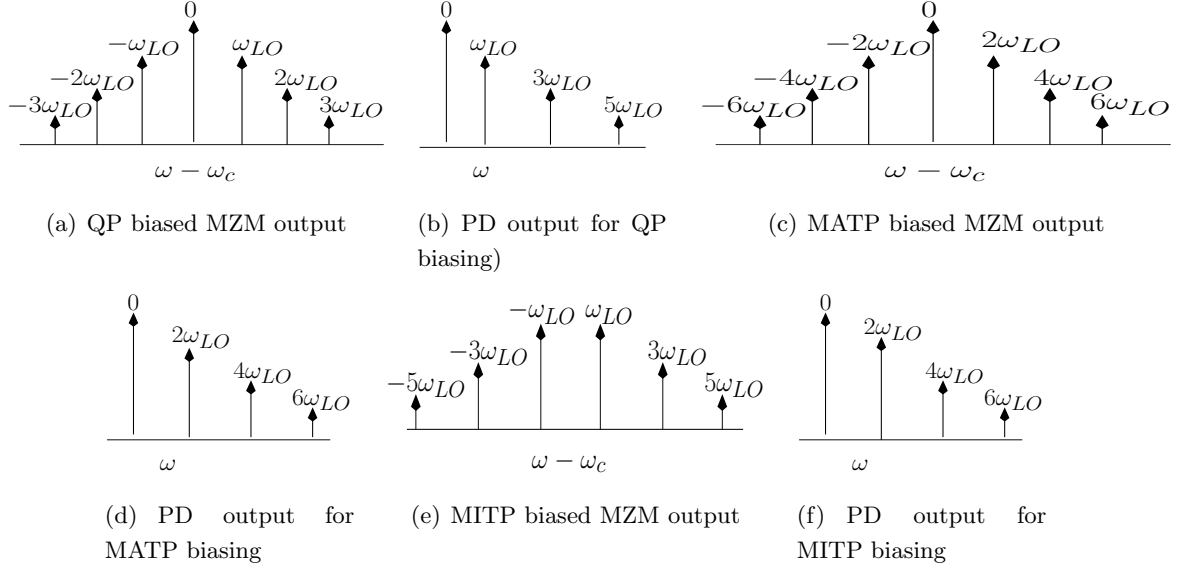 0
−ω_LO ω_LO
−2ω_LO 2ω_LO
−3ω_LO 3ω_LO
ω − ω_c
(a) QP biased MZM output
0
ω_LO
3ω_LO
5ω_LO
ω
(b) PD output for QP
biasing)
0
−2ω_LO 2ω_LO
−4ω_LO 4ω_LO
−6ω_LO 6ω_LO
ω − ω_c
(c) MATP biased MZM output
0
2ω_LO
4ω_LO
6ω_LO
ω
(d) PD output for
MATP biasing
−ω_LO ω_LO
−3ω_LO 3ω_LO
−5ω_LO 5ω_LO
ω − ω_c
(e) MITP biased MZM output
0
2ω_LO
4ω_LO
6ω_LO
ω
(f) PD output for
MITP biasing